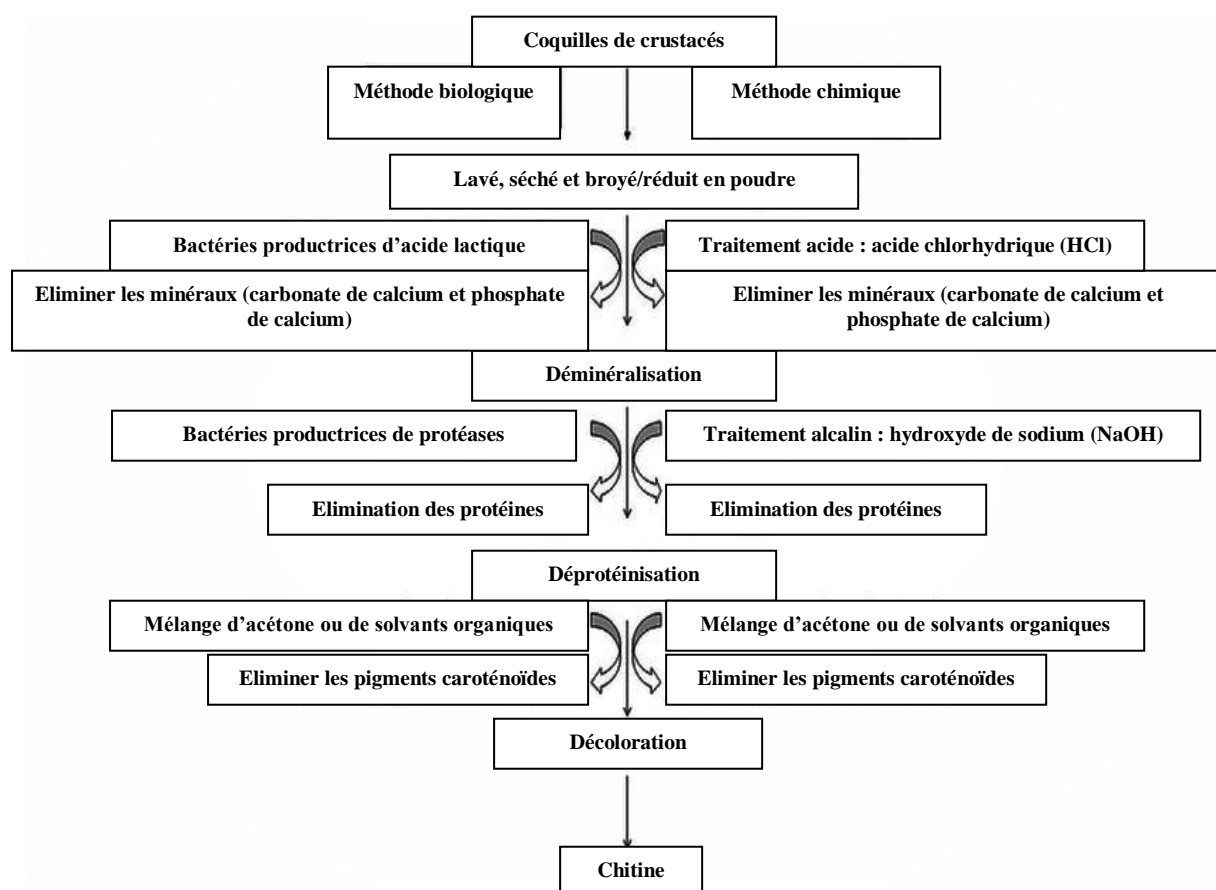 Coquilles de crustacés
Méthode biologique
Méthode chimique
Lavé, séché et broyé/réduit en poudre
Bactéries productrices d’acide lactique
Traitement acide : acide chlorhydrique (HCl)
Eliminer les minéraux (carbonate de calcium et phosphate
de calcium)
Eliminer les minéraux (carbonate de calcium et
phosphate de calcium)
Déminéralisation
Bactéries productrices de protéases
Traitement alcalin : hydroxyde de sodium (NaOH)
Elimination des protéines
Elimination des protéines
Déprotéinisation
Mélange d’acétone ou de solvants organiques
Mélange d’acétone ou de solvants organiques
Eliminer les pigments caroténoïdes
Eliminer les pigments caroténoïdes
Décoloration
Chitine